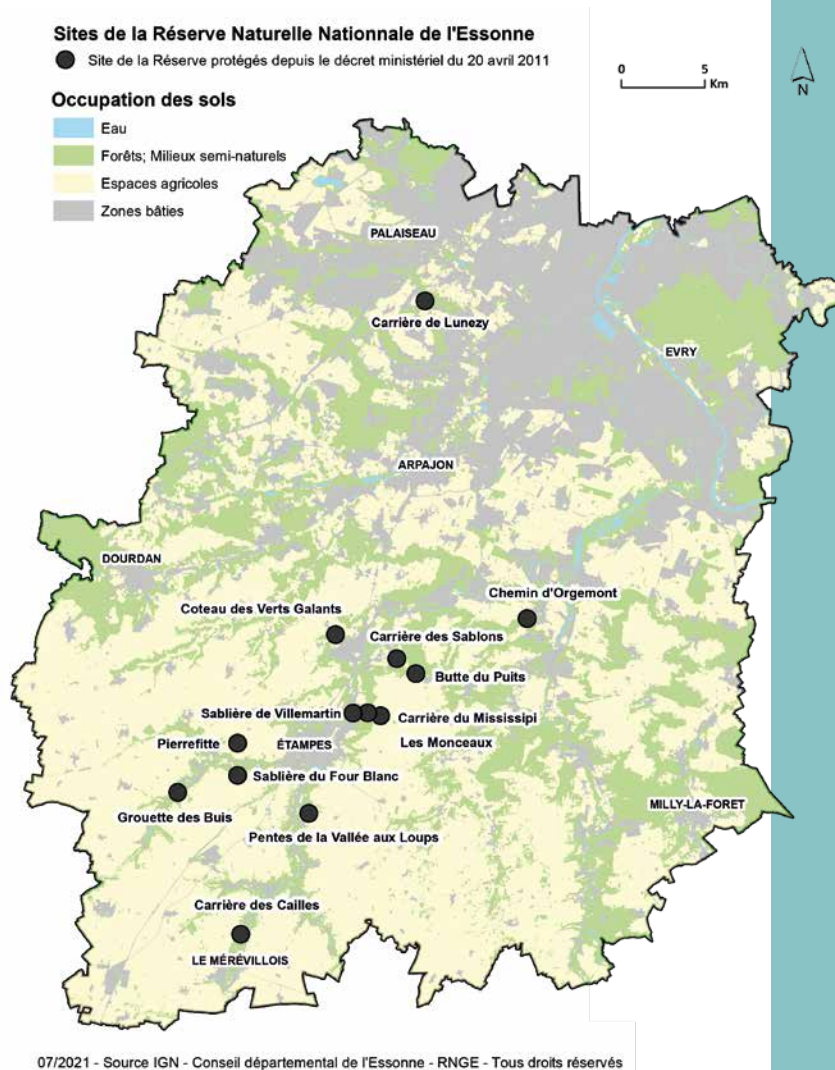 Sites de la Réserve Naturelle Nationnale de l'Essonne
Site de la Réserve protégés depuis le décret ministériel du 20 avril 2011
0 5
Km
N
Occupation des sols
Eau
Forêts; Milieux semi-naturels
Espaces agricoles
Zones bâties
PALAISEAU
Carrière de Lunezy
EVRY
ARPAJON
DOURDAN
Chemin d'Orgemont
Coteau des Verts Galants
Carrière des Sablons
Butte du Puits
Sablière de Villemartin
Carrière du Mississipi
Pierrefitte
ÉTAMPES
Les Monceaux
Sablière du Four Blanc
Grouette des Buis
MILLY-LA-FORET
Pentes de la Vallée aux Loups
Carrière des Cailles
LE MÉRÉVILLOIS
07/2021 - Source IGN - Conseil départemental de l'Essonne - RNGE - Tous droits réservés